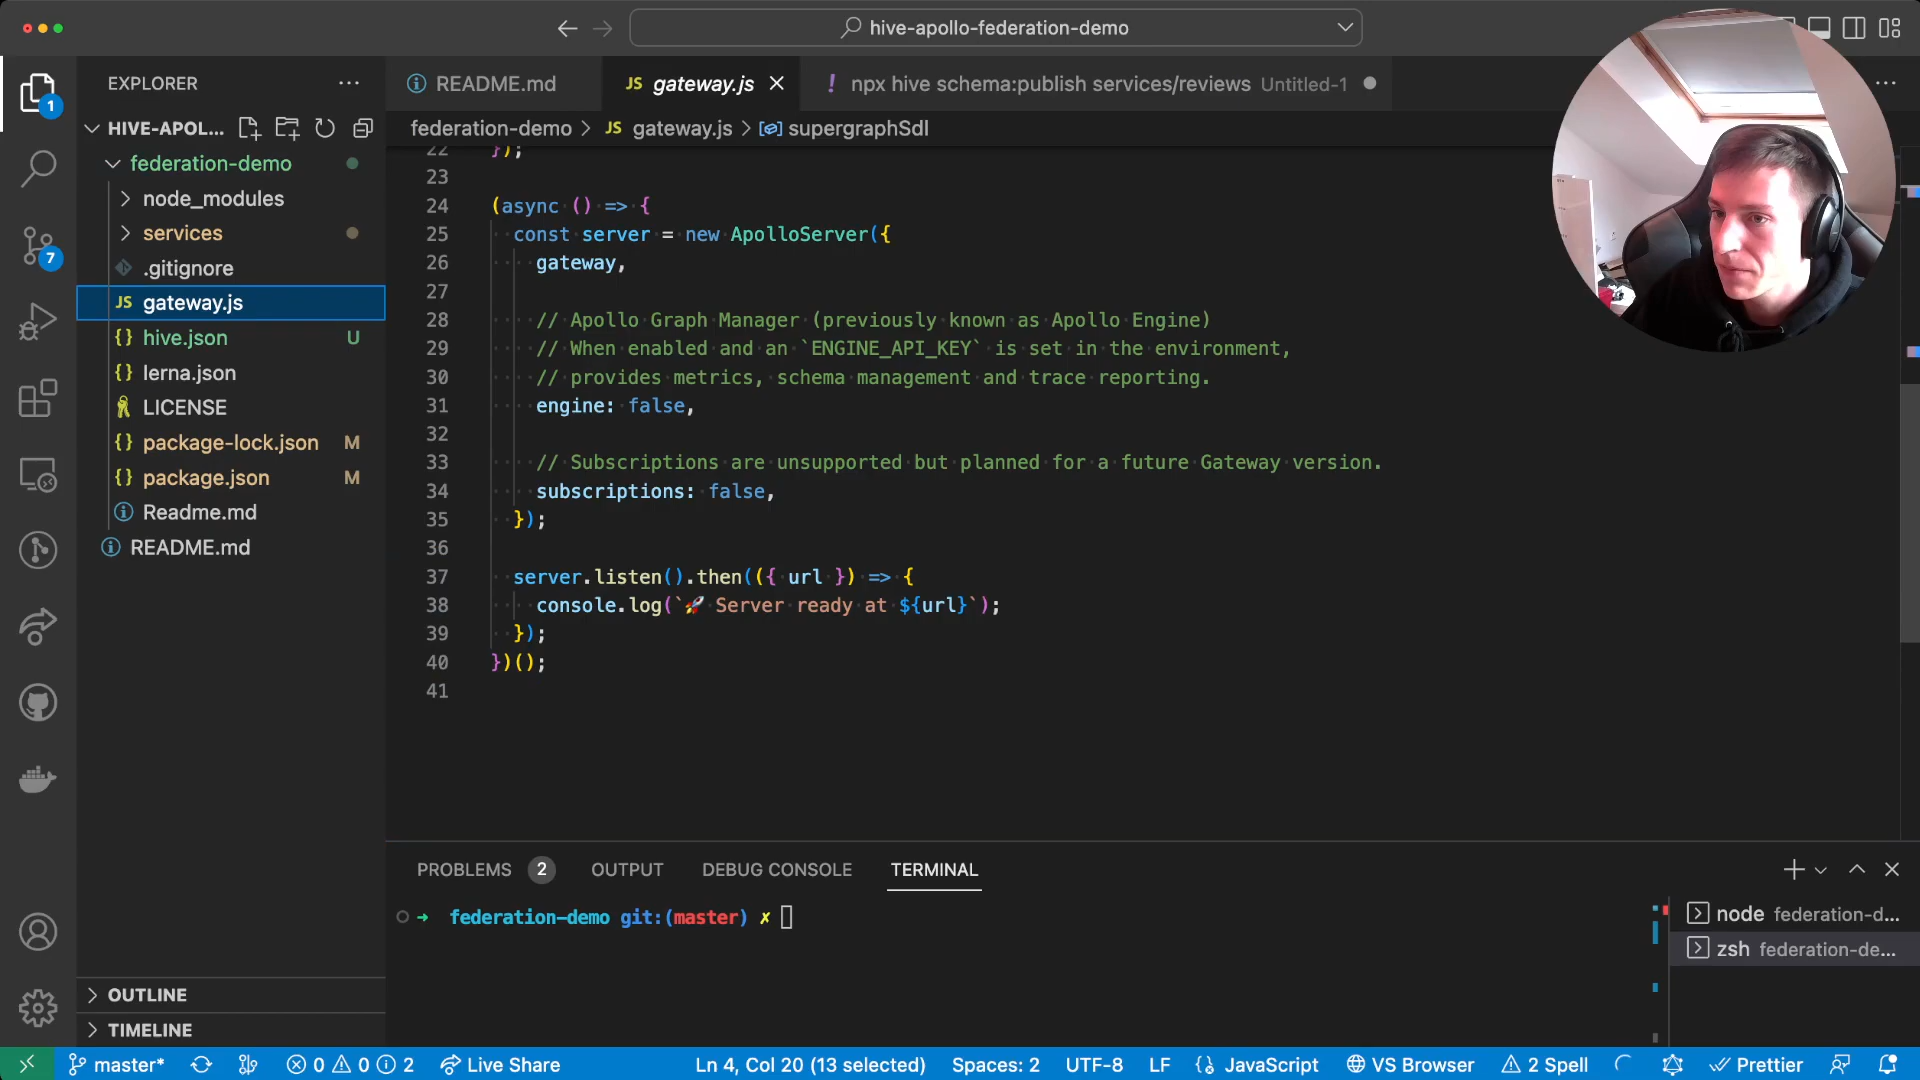 hive-apollo-federation-demo
EXPLORER
README.md
JS gateway.js
! npx hive schema:publish services/reviews Untitled-1
HIVE-APOL...
federation-demo > JS gateway.js > supergraphSdl
federation-demo
node_modules
services
.gitignore
JS gateway.js
{} hive.json U
{} lerna.json
LICENSE
{} package-lock.json M
{} package.json M
Readme.md
README.md
1
7
22 });
23
24 (async () => {
25 const server = new ApolloServer({
26 gateway,
27
28 // Apollo Graph Manager (previously known as Apollo Engine)
29 // When enabled and an `ENGINE_API_KEY` is set in the environment,
30 // provides metrics, schema management and trace reporting.
31 engine: false,
32
33 // Subscriptions are unsupported but planned for a future Gateway version.
34 subscriptions: false,
35 });
36
37 server.listen().then(({ url }) => {
38 console.log(`🚀 Server ready at ${url}`);
39 });
40 })();
41
PROBLEMS 2 OUTPUT DEBUG CONSOLE TERMINAL
➜ federation-demo git:(master) ✗
node federation-d...
zsh federation-de...
OUTLINE
TIMELINE
master* 0 0 2 Live Share Ln 4, Col 20 (13 selected) Spaces: 2 UTF-8 LF {} JavaScript VS Browser 2 Spell Prettier